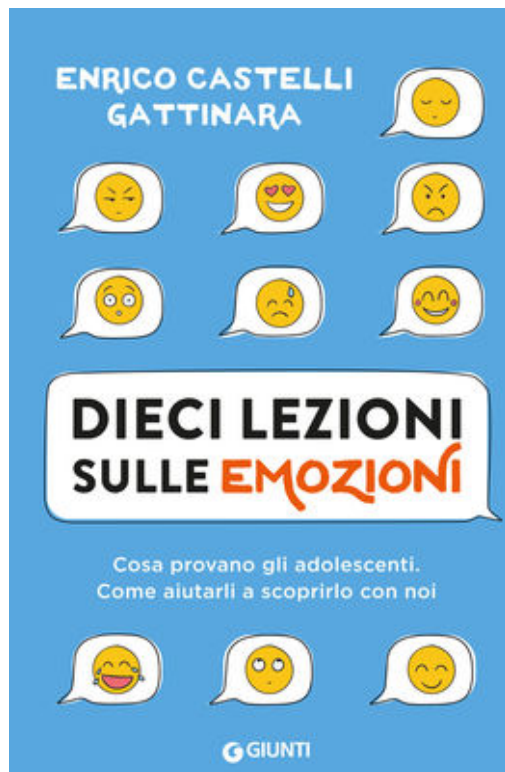 ENRICO CASTELLI
GATTINARA
DIECI LEZIONI
SULLE EMOZIONI
Cosa provano gli adolescenti.
Come aiutarli a scoprirlo con noi
GIUNTI